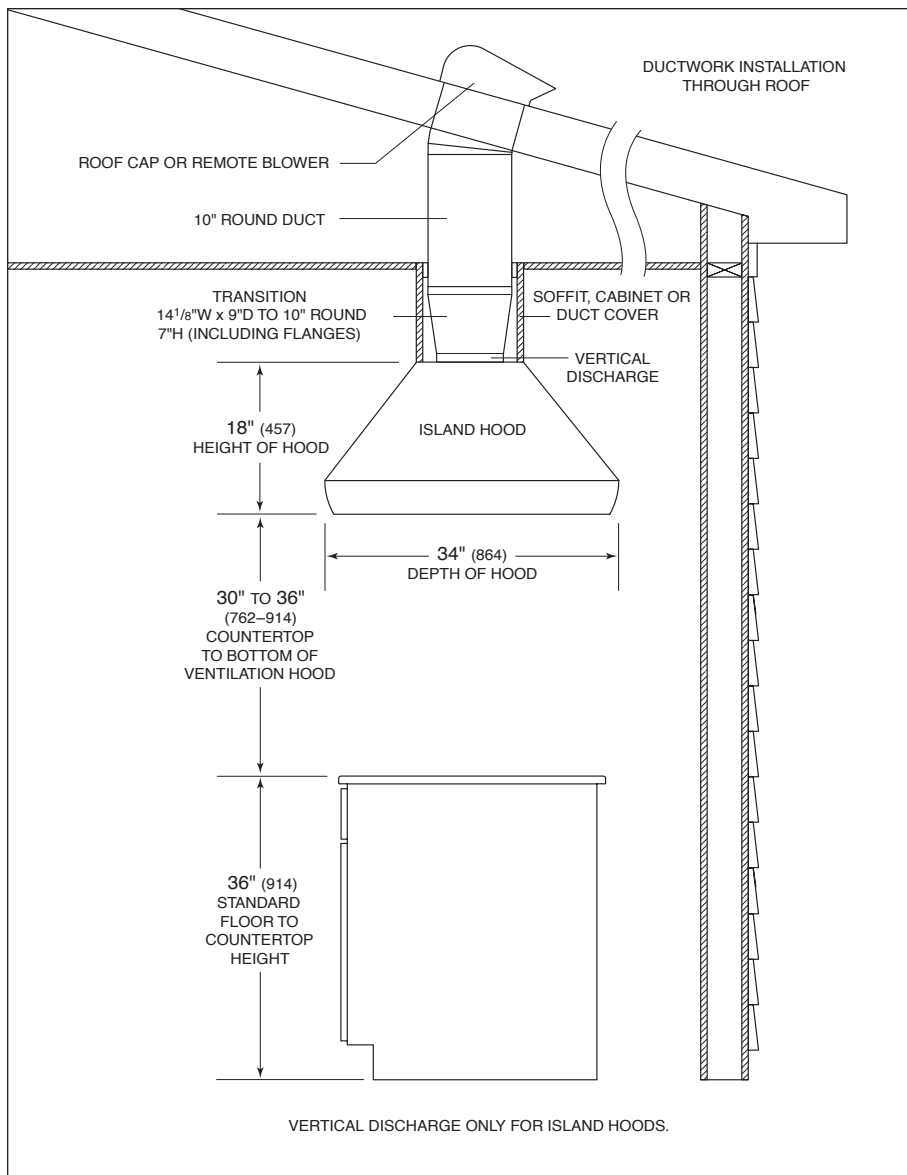 DUCTWORK INSTALLATION
THROUGH ROOF
ROOF CAP OR REMOTE BLOWER
10" ROUND DUCT
TRANSITION
14 1/8"W x 9"D TO 10" ROUND
7"H (INCLUDING FLANGES)
SOFFIT, CABINET OR
DUCT COVER
VERTICAL
DISCHARGE
18" (457)
HEIGHT OF HOOD
ISLAND HOOD
34" (864)
DEPTH OF HOOD
30" TO 36"
(762–914)
COUNTERTOP
TO BOTTOM OF
VENTILATION HOOD
36" (914)
STANDARD
FLOOR TO
COUNTERTOP
HEIGHT
VERTICAL DISCHARGE ONLY FOR ISLAND HOODS.